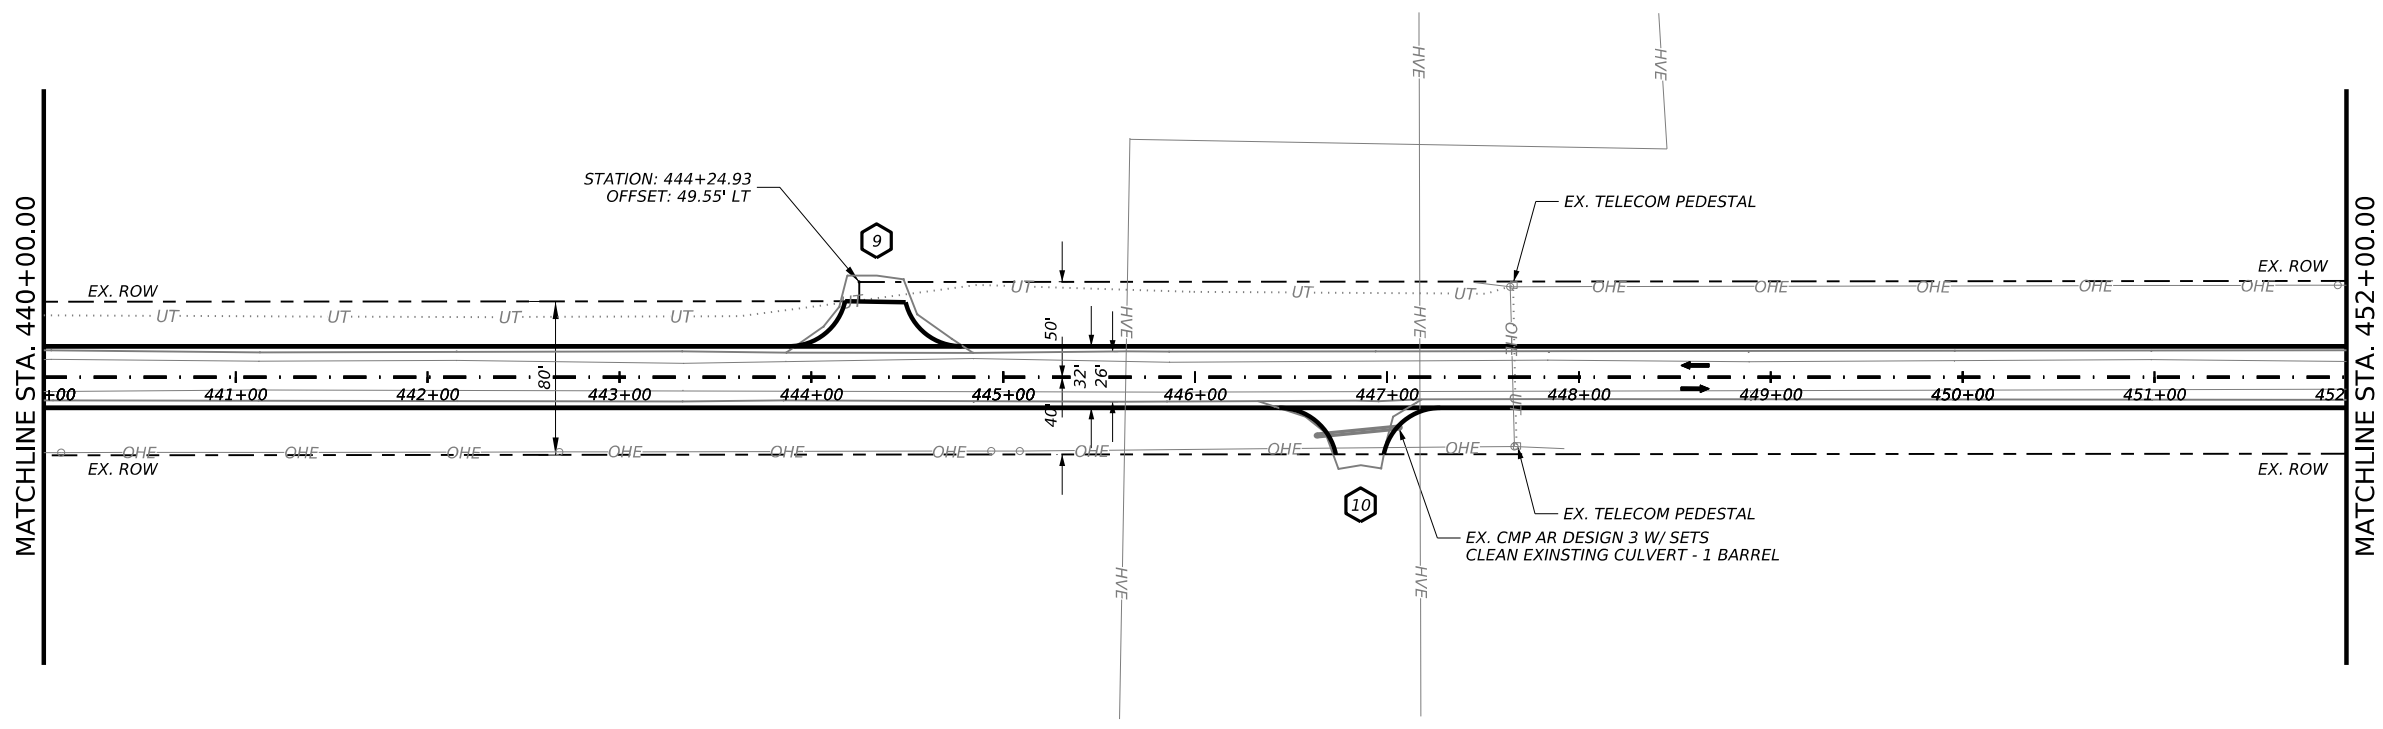 HVE
HVE
STATION: 444+24.93
OFFSET: 49.55' LT
EX. TELECOM PEDESTAL
9
EX. ROW
EX. ROW
UT
UT
UT
UT
UT
UT
UT
UT
OHE
OHE
OHE
OHE
OHE
HVE
HVE
OHE
50'
MATCHLINE STA. 440+00.00
MATCHLINE STA. 452+00.00
80'
32'
26'
+00
441+00
442+00
443+00
444+00
445+00
446+00
447+00
448+00
449+00
450+00
451+00
452
40'
UT
OHE
OHE
OHE
OHE
OHE
OHE
OHE
OHE
OHE
EX. ROW
EX. ROW
10
EX. TELECOM PEDESTAL
EX. CMP AR DESIGN 3 W/ SETS
CLEAN EXINSTING CULVERT - 1 BARREL
HVE
HVE